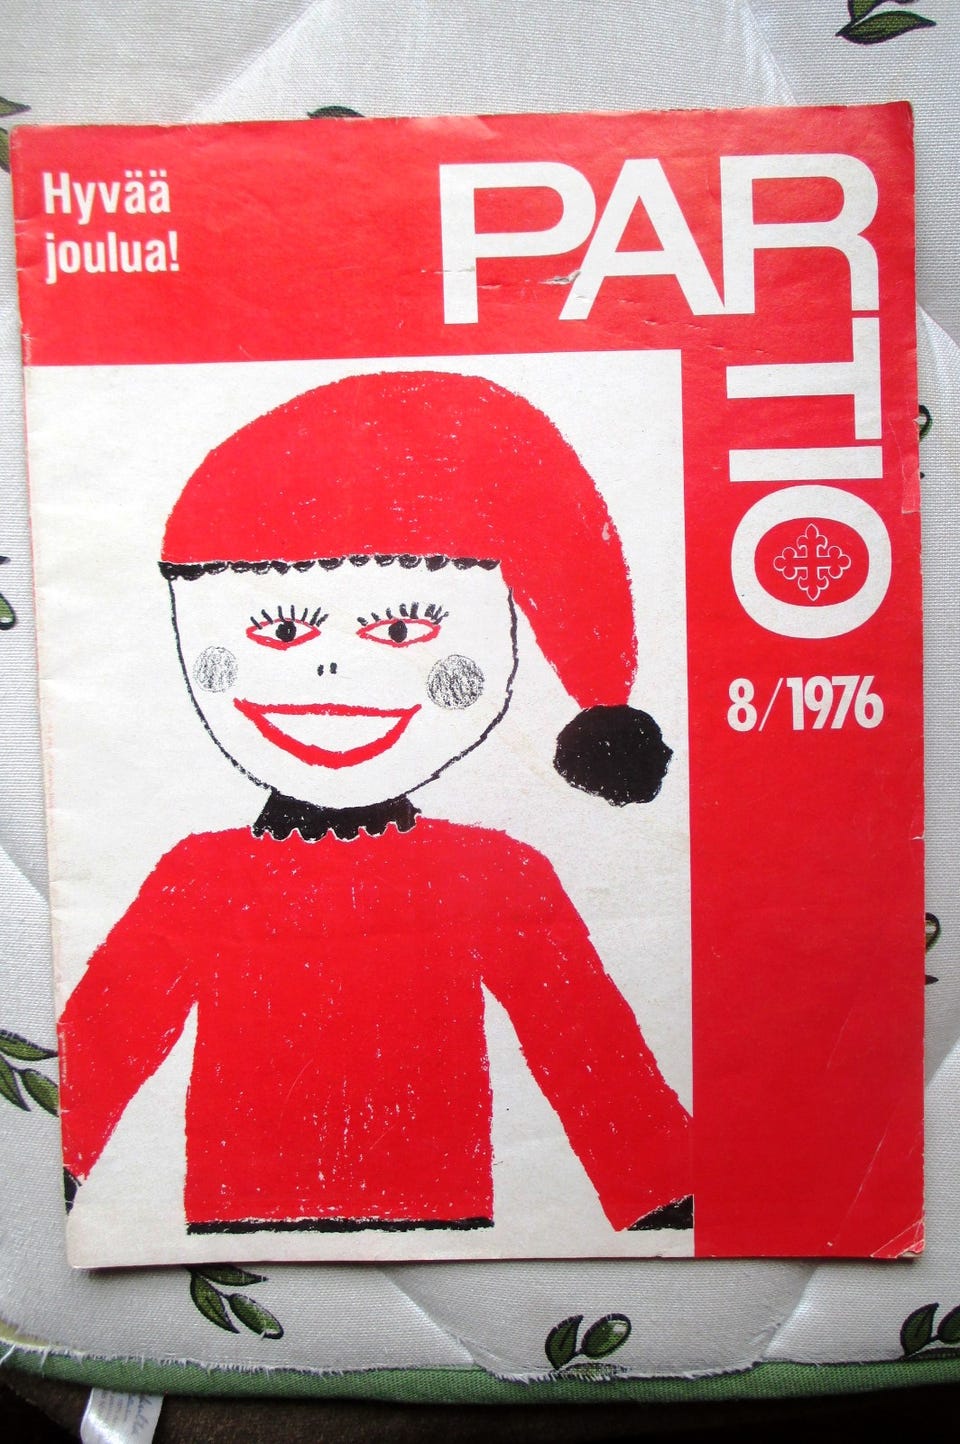 Hyvää
joulua!
PARTIO
8/1976